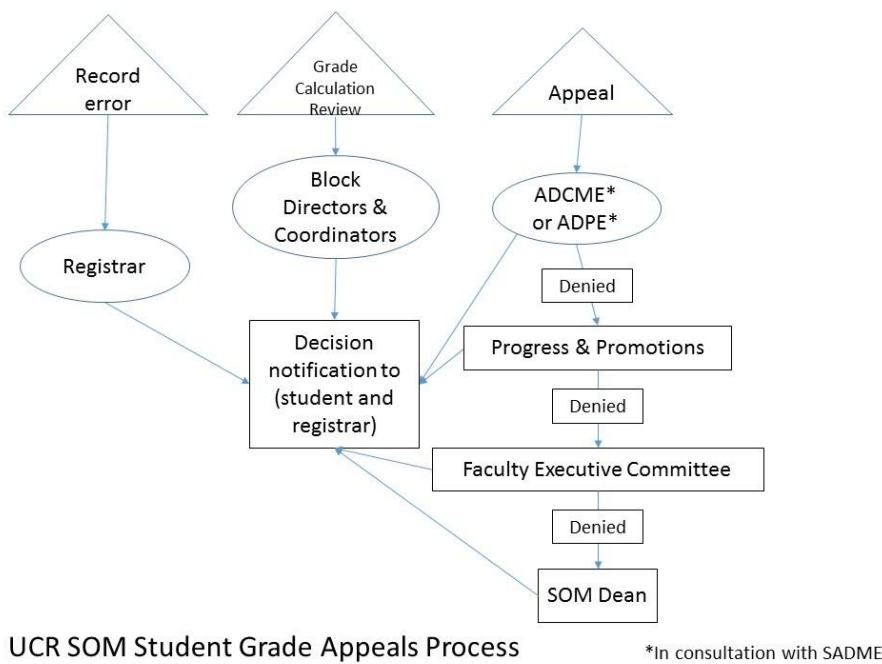 Record
error
Grade
Calculation
Review
Appeal
Block
Directors &
Coordinators
ADCME*
or ADPE*
Registrar
Denied
Decision
notification to
(student and
registrar)
Progress & Promotions
Denied
Faculty Executive Committee
Denied
SOM Dean
UCR SOM Student Grade Appeals Process
*In consultation with SADME